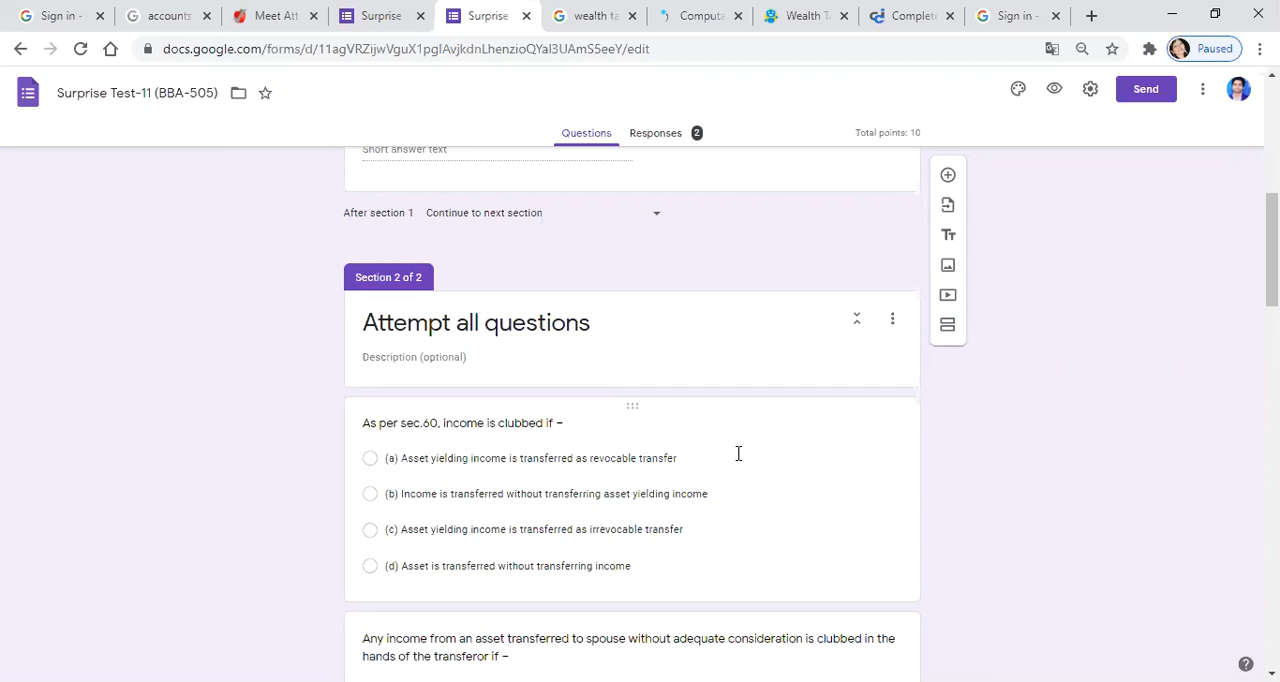 Sign in -
accounts
Meet Att
Surprise
Surprise
wealth ta
Computa
Wealth Ta
Complete
Sign in -
docs.google.com/forms/d/11agVRZijwVguX1pgIAvjkdnLhenzioQYal3UAmS5eeY/edit
Paused
Surprise Test-11 (BBA-505)
Send
Questions
Responses 2
Total points: 10
Short answer text
After section 1 Continue to next section
Section 2 of 2
Attempt all questions
Description (optional)
As per sec.60, income is clubbed if –
(a) Asset yielding income is transferred as revocable transfer
(b) Income is transferred without transferring asset yielding income
(c) Asset yielding income is transferred as irrevocable transfer
(d) Asset is transferred without transferring income
Any income from an asset transferred to spouse without adequate consideration is clubbed in the
hands of the transferor if –